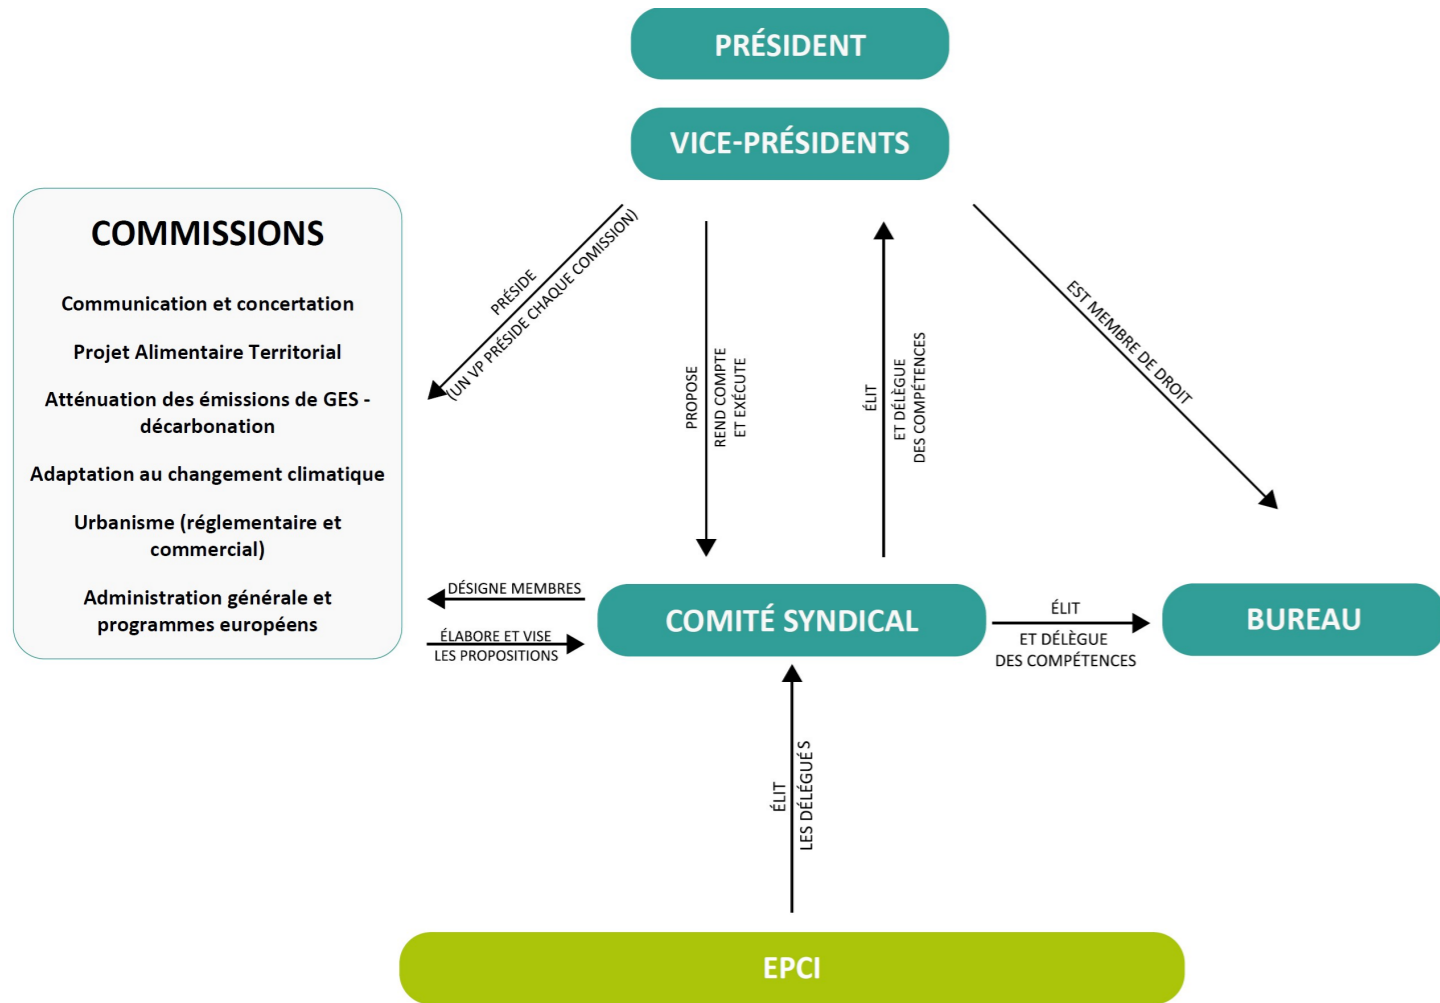 PRÉSIDENT
VICE-PRÉSIDENTS
COMMISSIONS
Communication et concertation
Projet Alimentaire Territorial
Atténuation des émissions de GES -
décarbonation
Adaptation au changement climatique
Urbanisme (réglementaire et
commercial)
Administration générale et
programmes européens
PRÉSIDE
(UN VP PRÉSIDE CHAQUE COMISSION)
PROPOSE
REND COMPTE
ET EXÉCUTE
ÉLIT
ET DÉLÈGUE
DES COMPÉTENCES
EST MEMBRE DE DROIT
DÉSIGNE MEMBRES
ÉLABORE ET VISE
LES PROPOSITIONS
COMITÉ SYNDICAL
ÉLIT
ET DÉLÈGUE
DES COMPÉTENCES
BUREAU
ÉLIT
LES DÉLÉGUÉS
EPCI